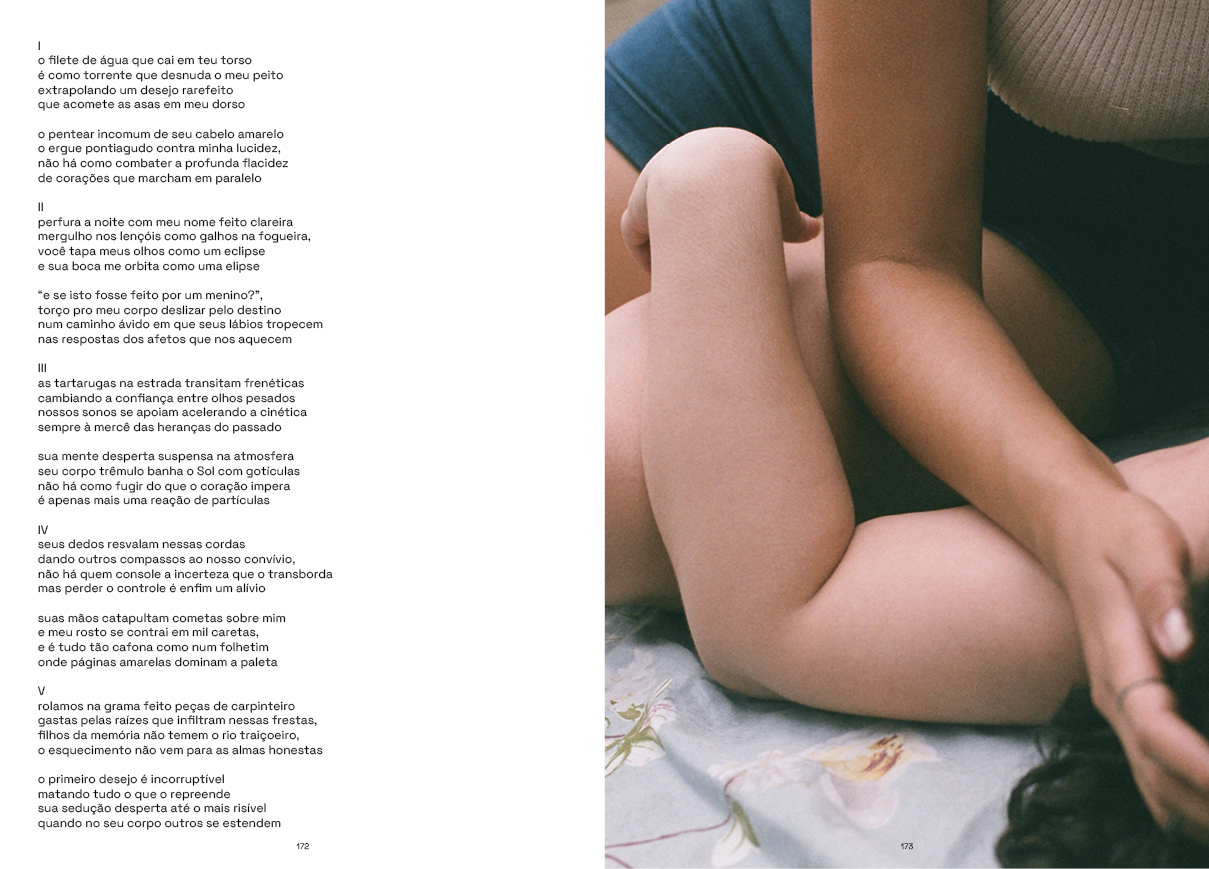 I
o filete de água que cai em teu torso
é como torrente que desnuda o meu peito
extrapolando um desejo rarefeito
que acomete as asas em meu dorso
o pentear incomum de seu cabelo amarelo
o ergue pontiagudo contra minha lucidez,
não há como combater a profunda flacidez
de corações que marcham em paralelo
II
perfura a noite com meu nome feito clareira
mergulho nos lençóis como galhos na fogueira,
você tapa meus olhos como um eclipse
e sua boca me orbita como uma elipse
“e se isto fosse feito por um menino?”,
torço pro meu corpo deslizar pelo destino
num caminho ávido em que seus lábios tropecem
nas respostas dos afetos que nos aquecem
III
as tartarugas na estrada transitam frenéticas
cambiando a confiança entre olhos pesados
nossos sonos se apoiam acelerando a cinética
sempre à mercê das heranças do passado
sua mente desperta suspensa na atmosfera
seu corpo trêmulo banha o Sol com gotículas
não há como fugir do que o coração impera
é apenas mais uma reação de partículas
IV
seus dedos resvalam nessas cordas
dando outros compassos ao nosso convívio,
não há quem console a incerteza que o transborda
mas perder o controle é enfim um alívio
suas mãos catapultam cometas sobre mim
e meu rosto se contrai em mil caretas,
e é tudo tão cafona como num folhetim
onde páginas amarelas dominam a paleta
V
rolamos na grama feito peças de carpinteiro
gastas pelas raízes que infiltram nessas frestas,
filhos da memória não temem o rio traiçoeiro,
o esquecimento não vem para as almas honestas
o primeiro desejo é incorruptível
matando tudo o que o repreende
sua sedução desperta até o mais risível
quando no seu corpo outros se estendem
172
173